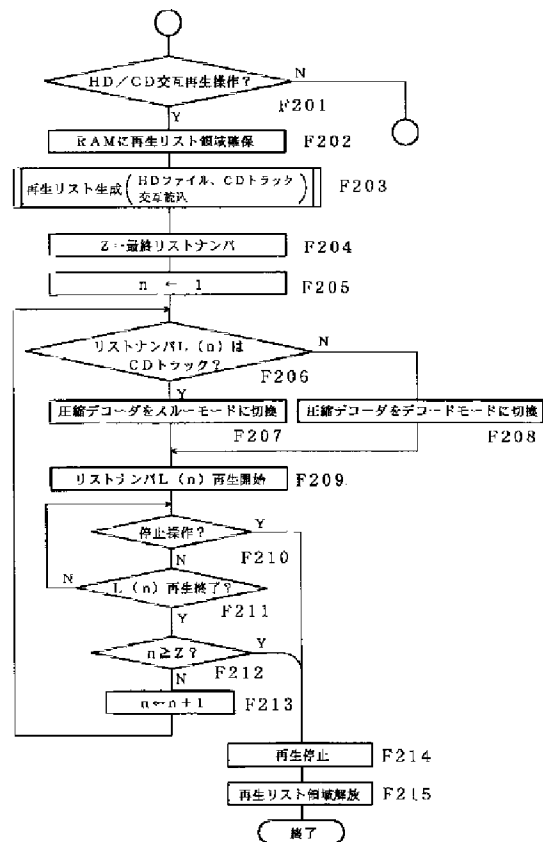 HD/CD交互再生操作?
N
F201
Y
RAMに再生リスト領域確保
F202
再生リスト生成(HDファイル、CDトラック
交互読込)
F203
Z←最終リストナンバ
F204
n ← 1
F205
リストナンバL(n)は
CDトラック?
N
F206
Y
圧縮デコーダをスルーモードに切換
圧縮デコーダをデコードモードに切換
F207
F208
リストナンバL(n)再生開始
F209
停止操作?
Y
F210
N
L(n)再生終了?
N
F211
Y
n≧Z?
Y
F212
N
n←n+1
F213
再生停止
F214
再生リスト領域解放
F215
終了